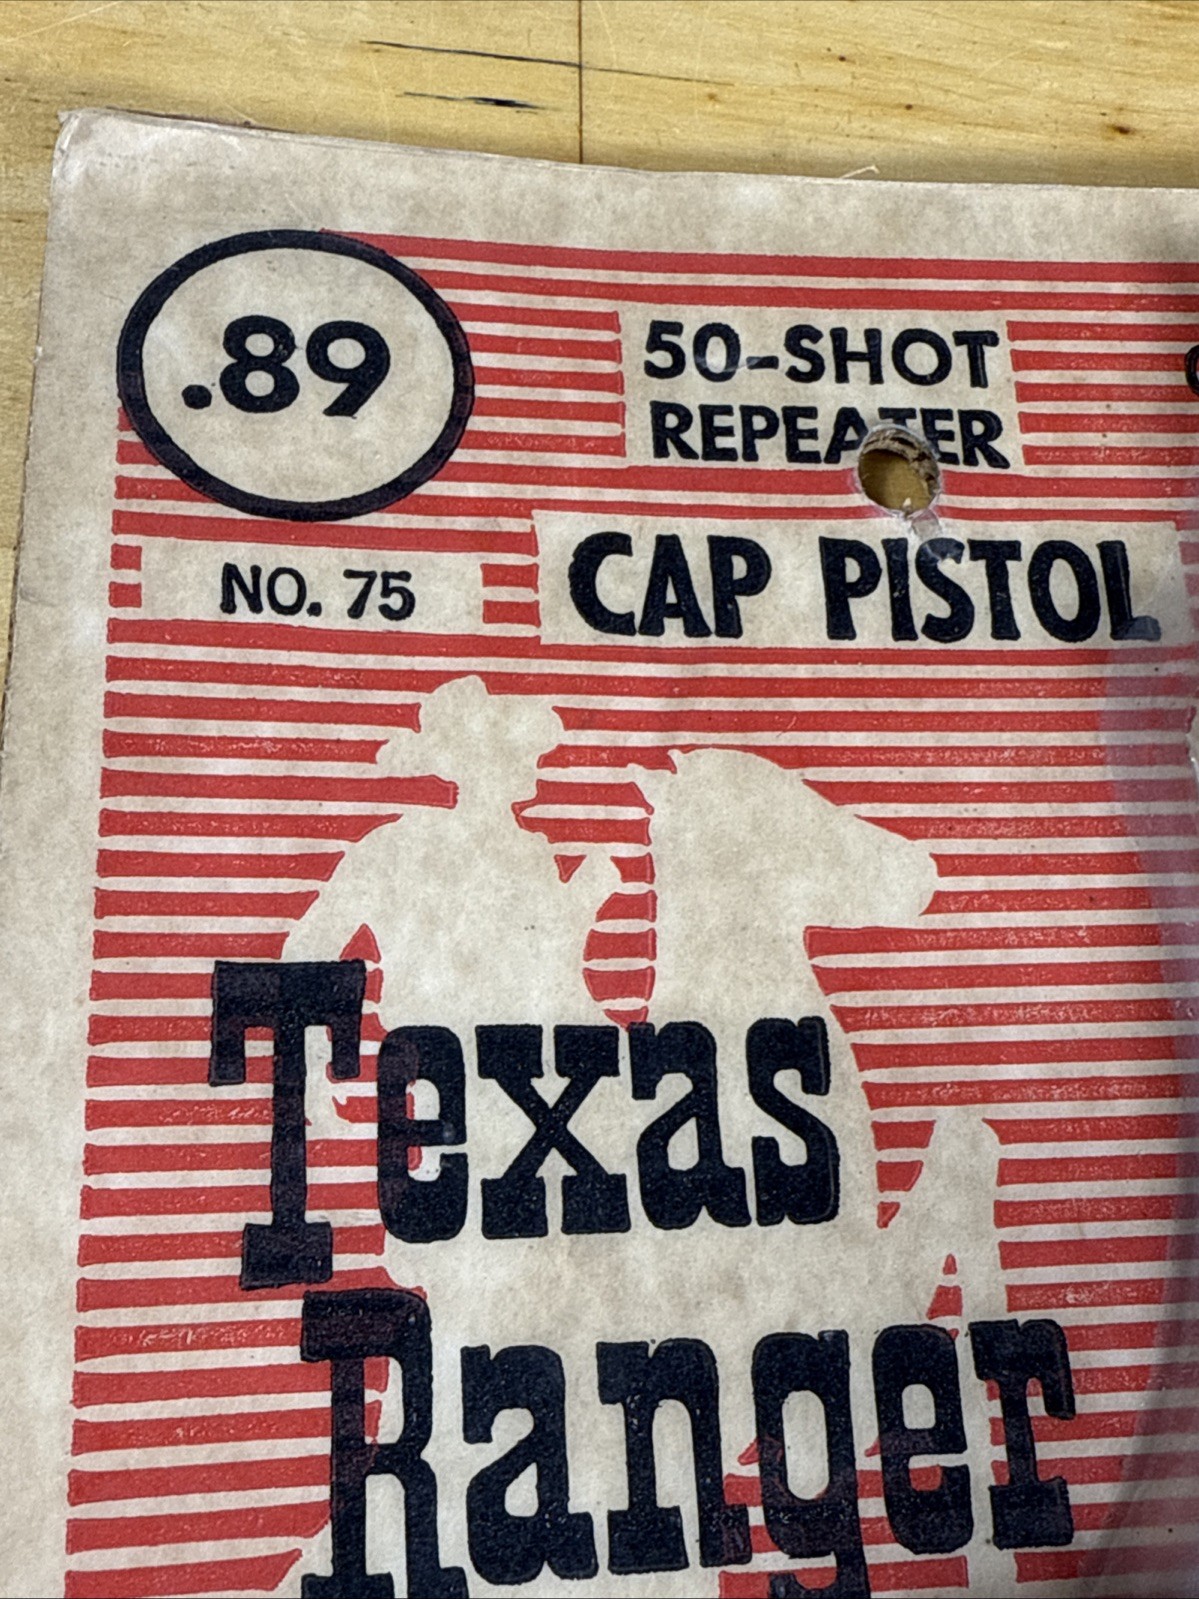 .89
50-SHOT
REPEATER
NO. 75
CAP PISTOL
Texas
Ranger